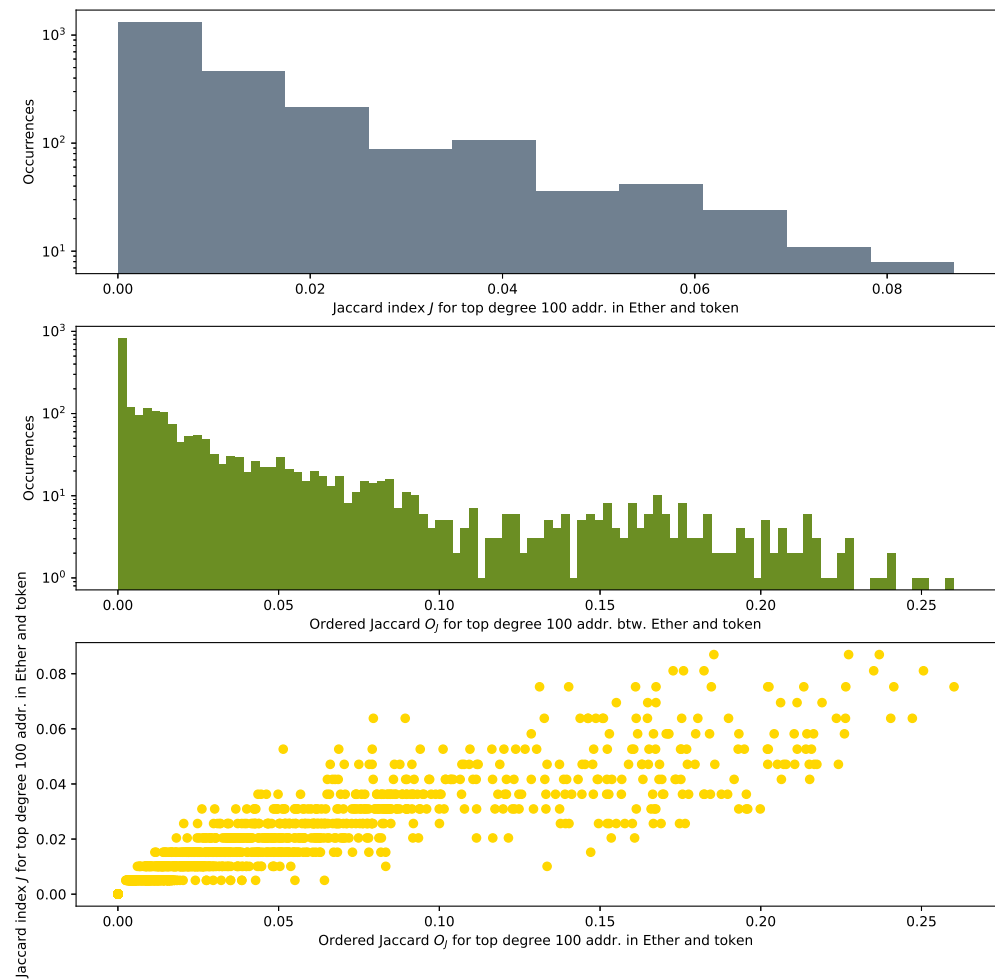 10³
10²
10¹
Occurrences
0.00 0.02 0.04 0.06 0.08
Jaccard index J for top degree 100 addr. in Ether and token
10³
10²
10¹
10⁰
Occurrences
0.00 0.05 0.10 0.15 0.20 0.25
Ordered Jaccard O_J for top degree 100 addr. btw. Ether and token
0.08
0.06
0.04
0.02
0.00
Jaccard index J for top degree 100 addr. in Ether and token
0.00 0.05 0.10 0.15 0.20 0.25
Ordered Jaccard O_J for top degree 100 addr. in Ether and token